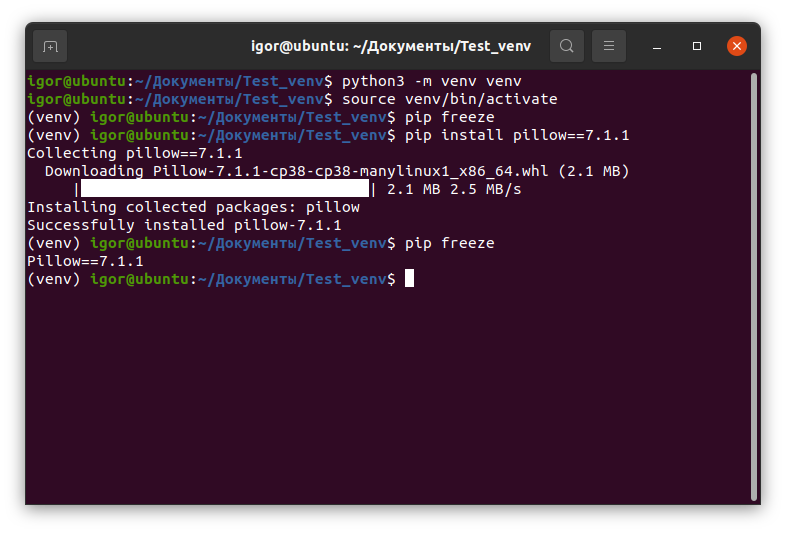 igor@ubuntu: ~/Документы/Test_venv
igor@ubuntu:~/Документы/Test_venv$ python3 -m venv venv
igor@ubuntu:~/Документы/Test_venv$ source venv/bin/activate
(venv) igor@ubuntu:~/Документы/Test_venv$ pip freeze
(venv) igor@ubuntu:~/Документы/Test_venv$ pip install pillow==7.1.1
Collecting pillow==7.1.1
  Downloading Pillow-7.1.1-cp38-cp38-manylinux1_x86_64.whl (2.1 MB)
     |████████████████████████████████| 2.1 MB 2.5 MB/s
Installing collected packages: pillow
Successfully installed pillow-7.1.1
(venv) igor@ubuntu:~/Документы/Test_venv$ pip freeze
Pillow==7.1.1
(venv) igor@ubuntu:~/Документы/Test_venv$